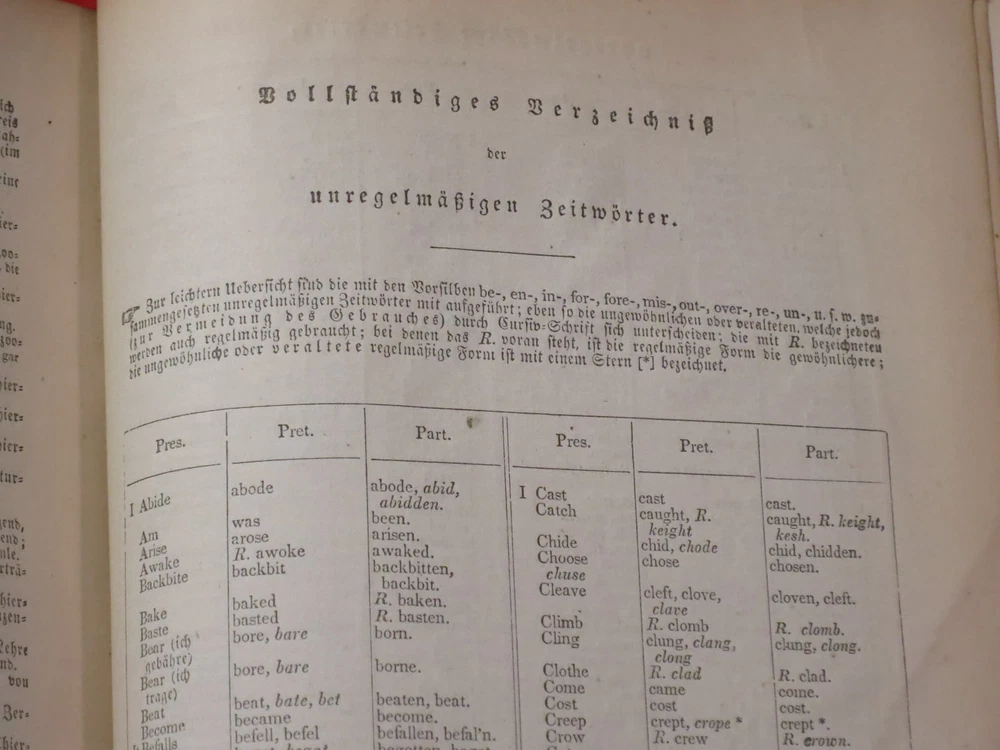 Vollständiges Verzeichniß
der
unregelmäßigen Zeitwörter.
☞ Zur leichtern Uebersicht sind die mit den Vorsilben be-, en-, in-, for-, fore-, mis-, out-, over-, re-, un-, u. s. w. zu-
sammengesetzten unregelmäßigen Zeitwörter mit aufgeführt; eben so die ungewöhnlichen oder veralteten, welche jedoch
(zur Vermeidung des Gebrauches) durch Cursiv-Schrift sich unterscheiden; die mit R. bezeichneten
werden auch regelmäßig gebraucht; bei denen das R. voran steht, ist die regelmäßige Form die gewöhnlichere;
die ungewöhnliche oder veraltete regelmäßige Form ist mit einem Stern [*] bezeichnet.
Pres. Pret. Part.
I Abide abode abode, abid,
abidden.
Am was been.
Arise arose arisen.
Awake R. awoke awaked.
Backbite backbit backbitten,
backbit.
Bake baked R. baken.
Baste basted R. basten.
Bear (ich bore, bare born.
gebähre)
Bear (ich bore, bare borne.
trage)
Beat beat, bate, bet beaten, beat.
Become became become.
It Befalls befell, befel befallen, befal'n.
Pres. Pret. Part.
I Cast cast cast.
Catch caught, R. caught, R. keight,
keight kesh.
Chide chid, chode chid, chidden.
Choose chose chosen.
chuse
Cleave cleft, clove, cloven, cleft.
clave
Climb R. clomb R. clomb.
Cling clung, clang, clung, clong.
clong
Clothe R. clad R. clad.
Come came come.
Cost cost cost.
Creep crept, crope * crept *.
Crow R. crew R. crown.